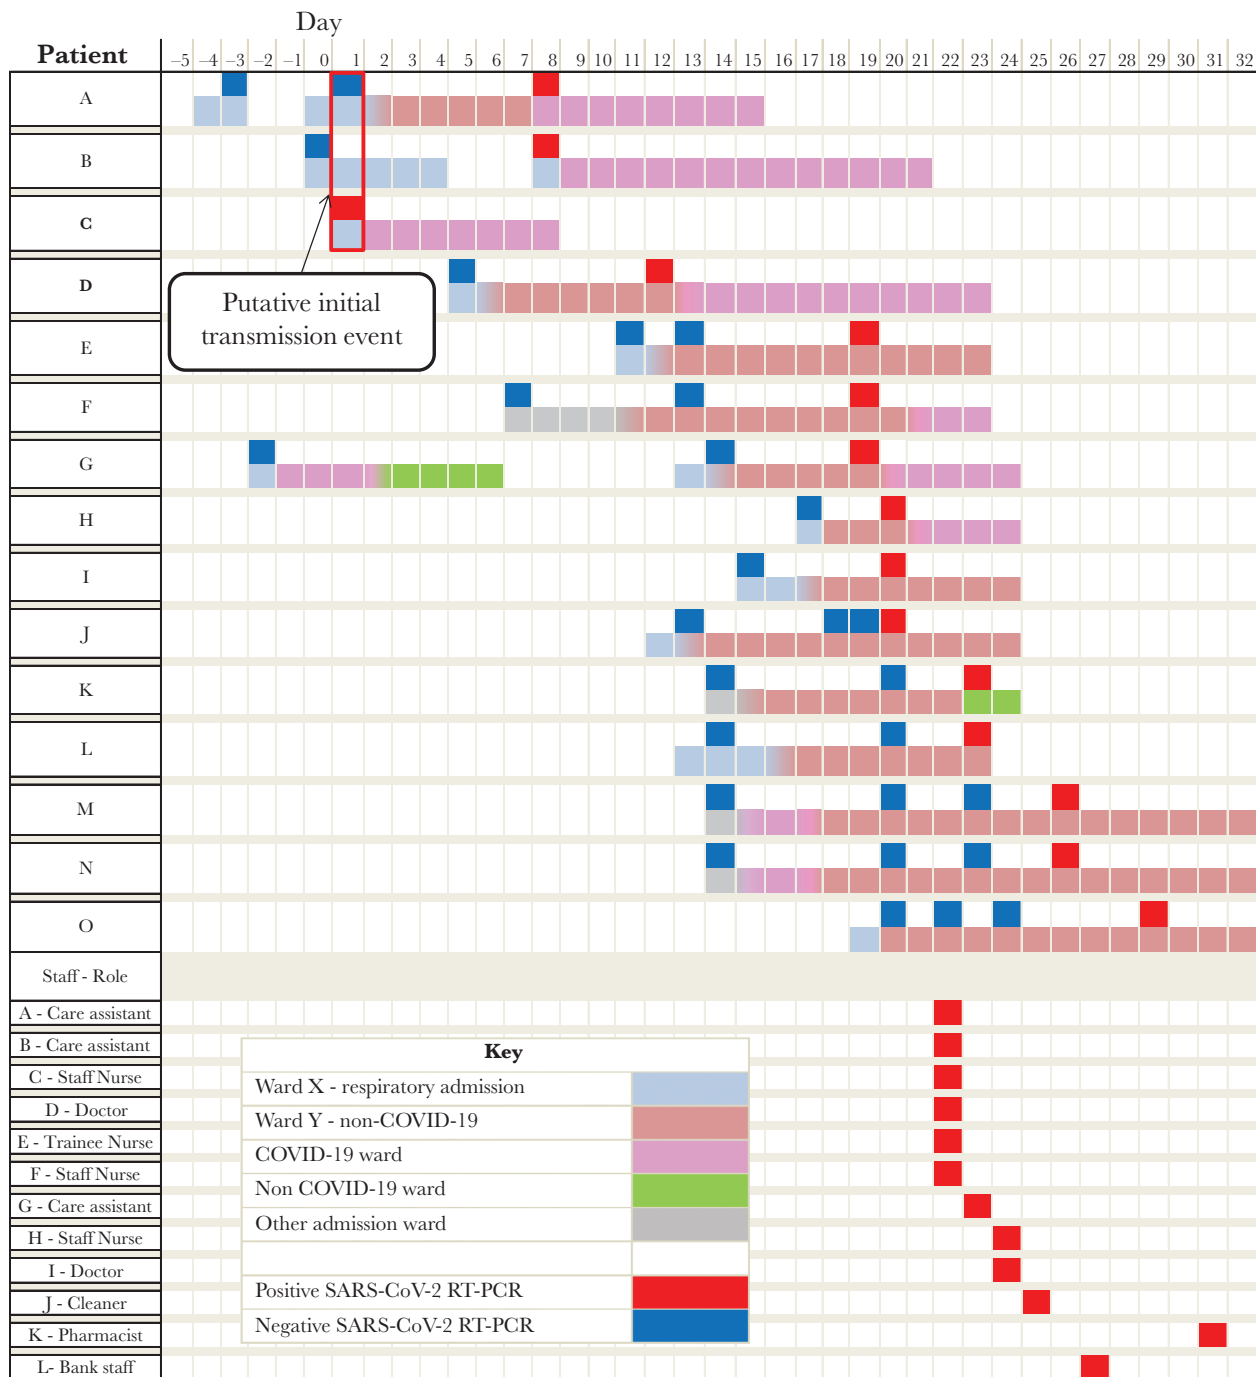 Day
Patient −5 −4 −3 −2 −1 0 1 2 3 4 5 6 7 8 9 10 11 12 13 14 15 16 17 18 19 20 21 22 23 24 25 26 27 28 29 30 31 32
A
B
C
Putative initial
transmission event
D
E
F
G
H
I
J
K
L
M
N
O
Staff - Role
A - Care assistant
B - Care assistant
C - Staff Nurse
D - Doctor
E - Trainee Nurse
F - Staff Nurse
G - Care assistant
H - Staff Nurse
I - Doctor
J - Cleaner
K - Pharmacist
L- Bank staff
Key
Ward X - respiratory admission
Ward Y - non-COVID-19
COVID-19 ward
Non COVID-19 ward
Other admission ward
Positive SARS-CoV-2 RT-PCR
Negative SARS-CoV-2 RT-PCR